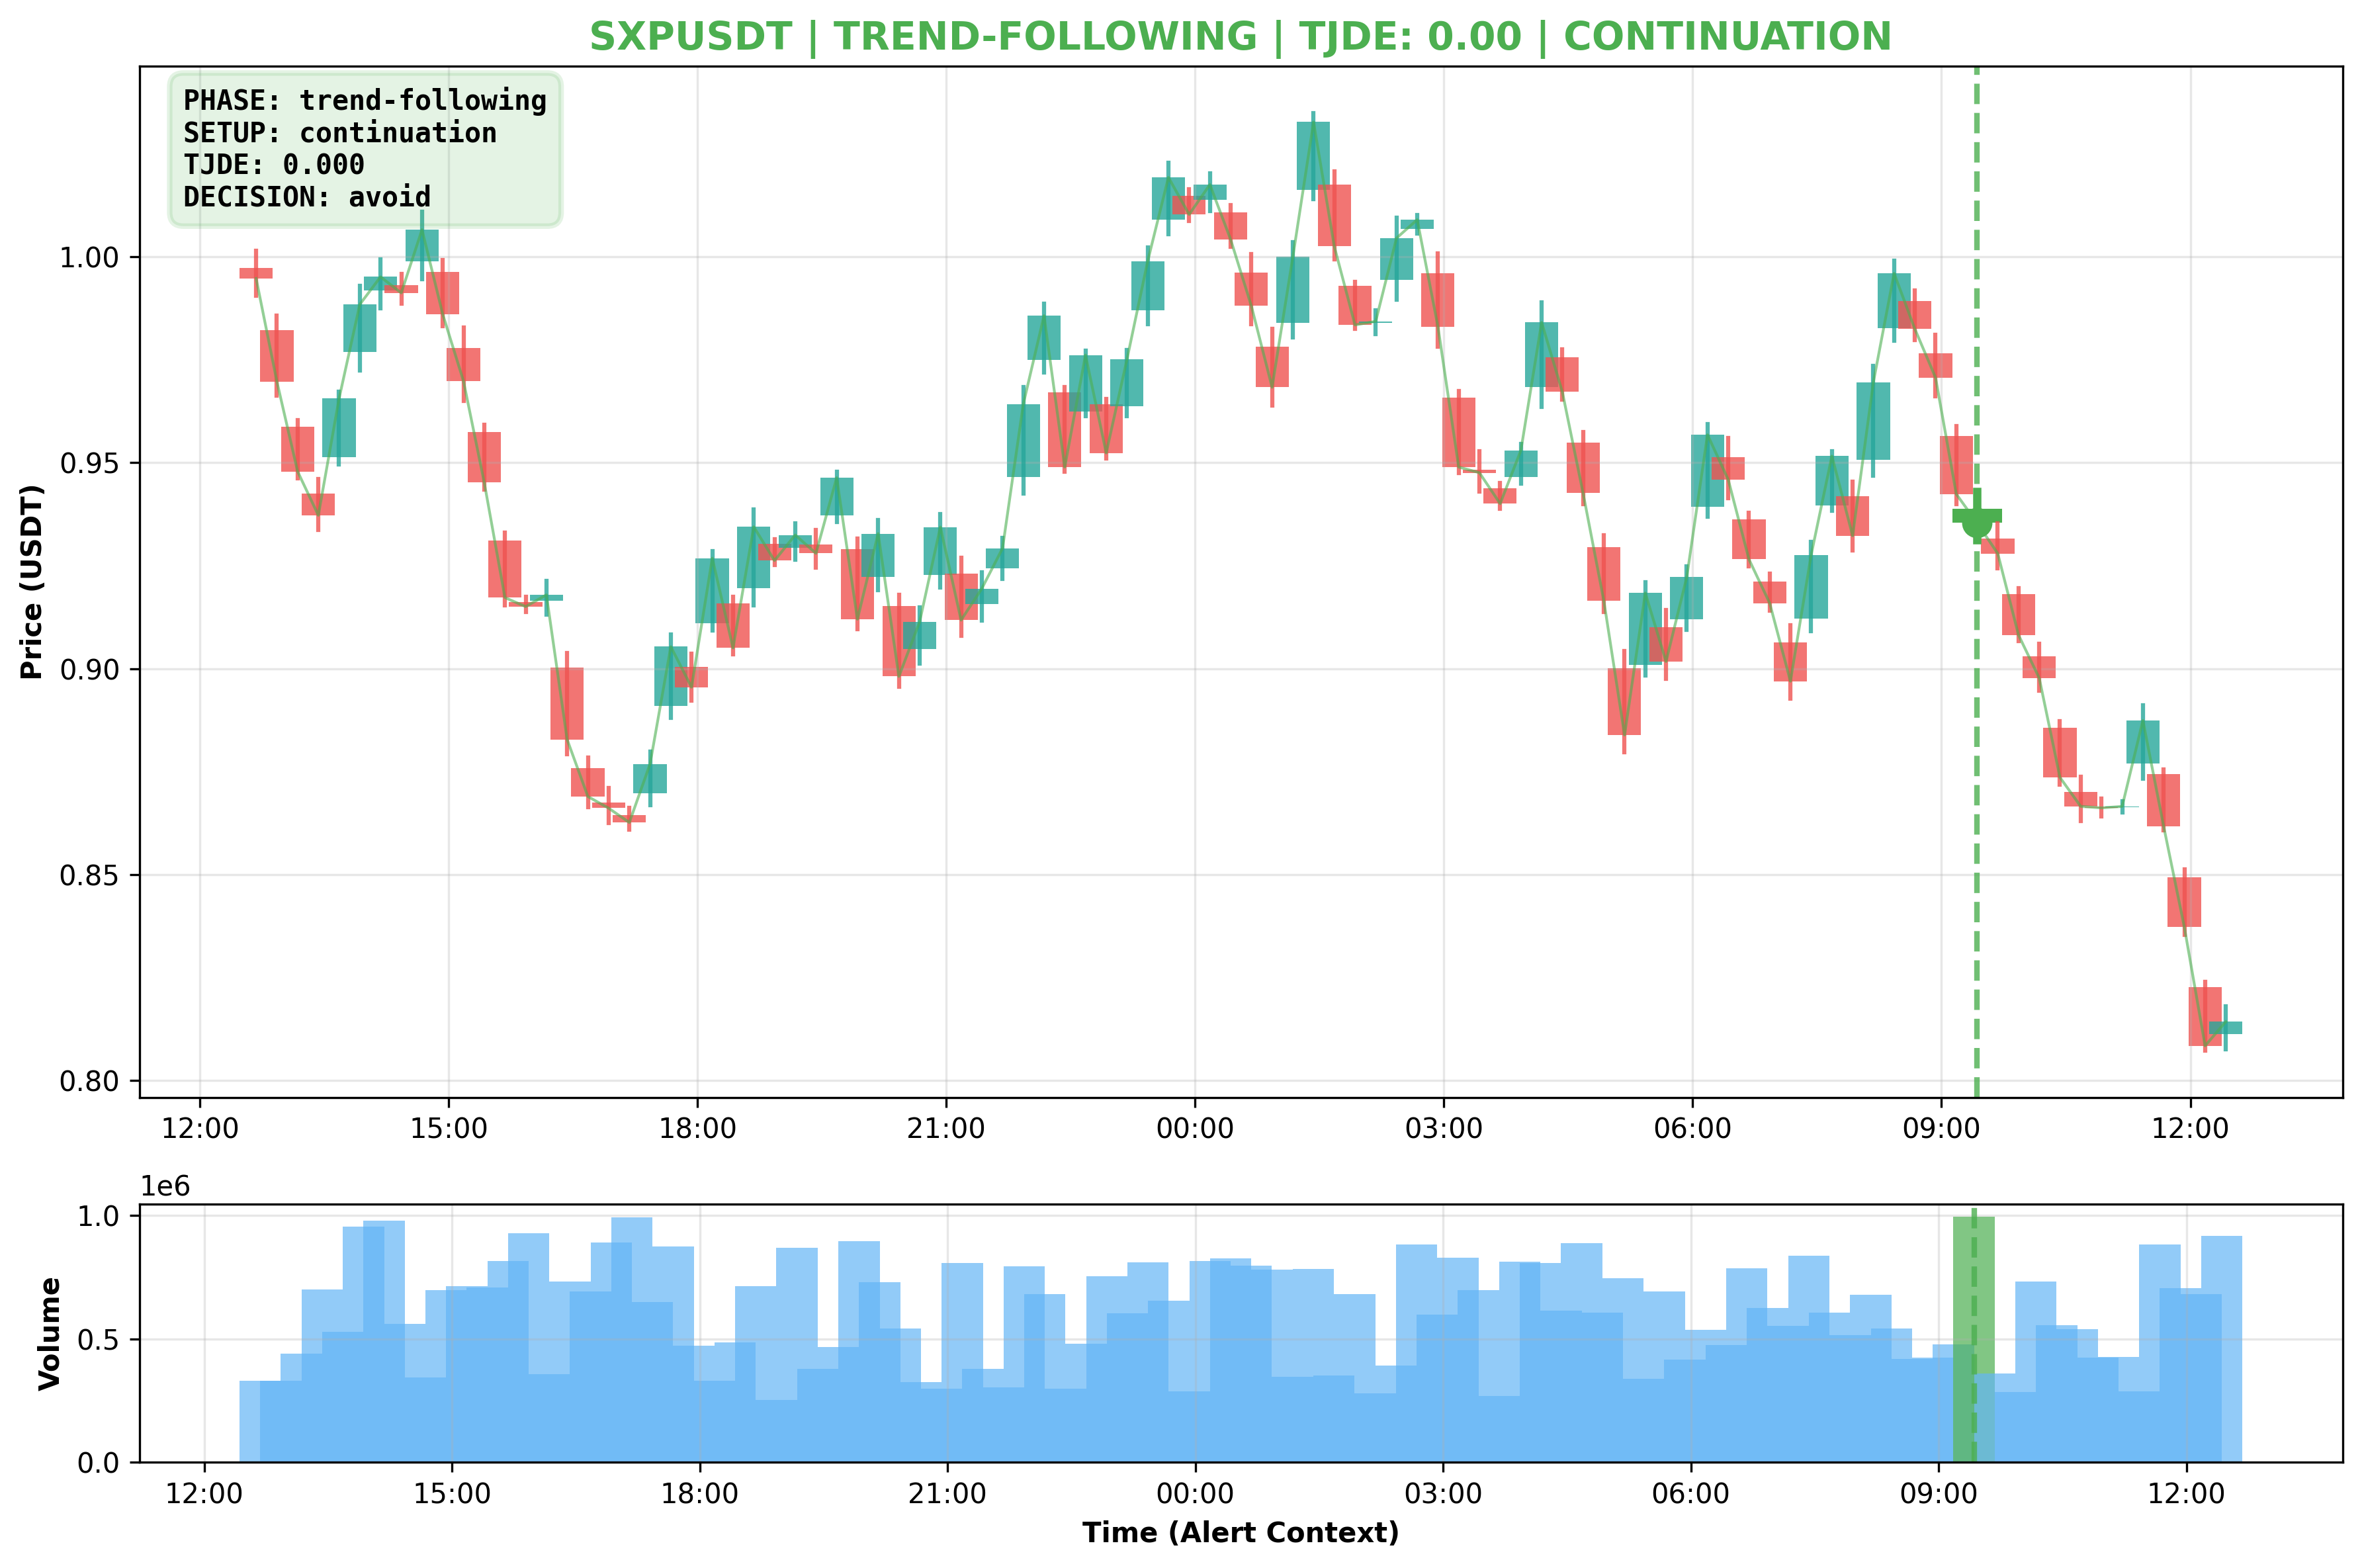 SXPUSDT | TREND-FOLLOWING | TJDE: 0.00 | CONTINUATION
PHASE: trend-following
SETUP: continuation
TJDE: 0.000
DECISION: avoid
Price (USDT)
1.00
0.95
0.90
0.85
0.80
12:00 15:00 18:00 21:00 00:00 03:00 06:00 09:00 12:00
1e6
Volume
1.0
0.5
0.0
12:00 15:00 18:00 21:00 00:00 03:00 06:00 09:00 12:00
Time (Alert Context)